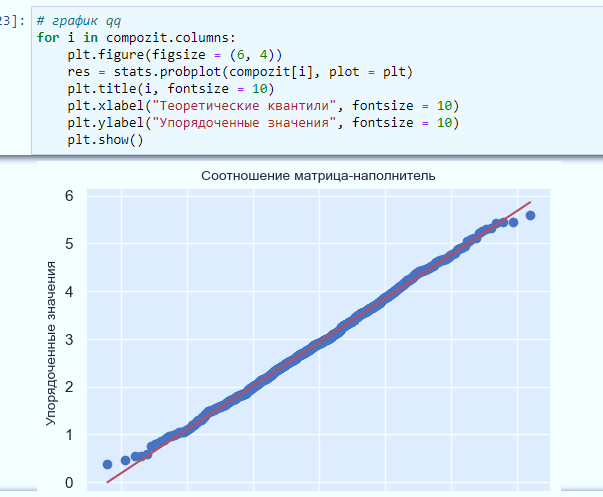 23]: # график qq
for i in compozit.columns:
    plt.figure(figsize = (6, 4))
    res = stats.probplot(compozit[i], plot = plt)
    plt.title(i, fontsize = 10)
    plt.xlabel("Теоретические квантили", fontsize = 10)
    plt.ylabel("Упорядоченные значения", fontsize = 10)
    plt.show()
Соотношение матрица-наполнитель
Упорядоченные значения
6
5
4
3
2
1
0